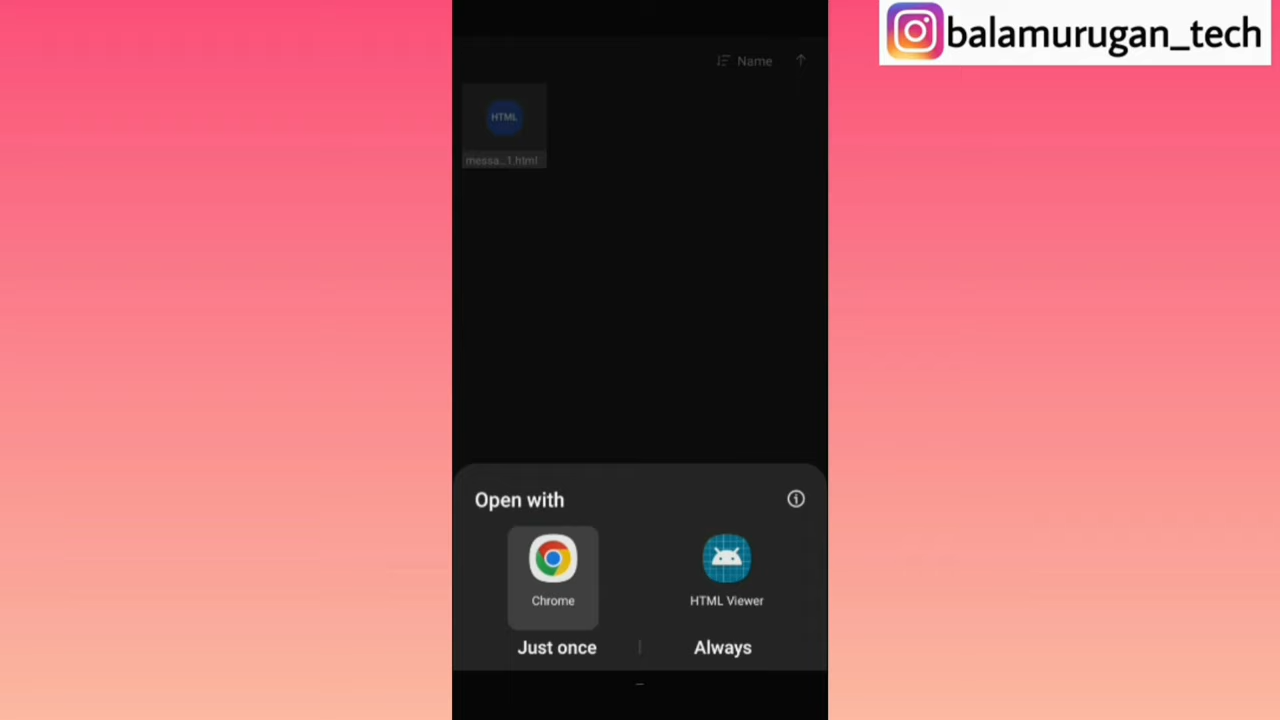 balamurugan_tech
Name
HTML
messa...1.html
Open with
Chrome
HTML Viewer
Just once
Always